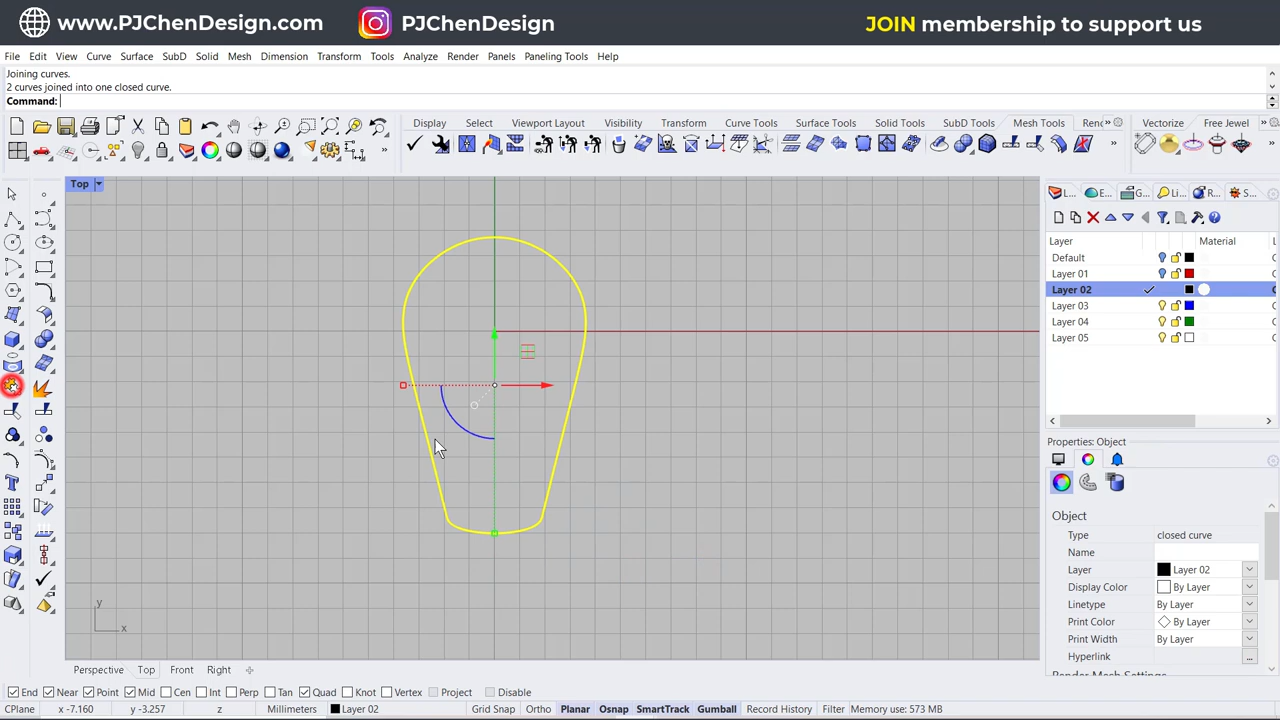 www.PJChenDesign.com PJChenDesign JOIN membership to support us
File Edit View Curve Surface SubD Solid Mesh Dimension Transform Tools Analyze Render Panels Paneling Tools Help
Joining curves.
2 curves joined into one closed curve.
Command:
Display Select Viewport Layout Visibility Transform Curve Tools Surface Tools Solid Tools SubD Tools Mesh Tools Vectorize Free Jewel
Top
L... E... G... Li... R... S...
Layer Material
Default
Layer 01
Layer 02
Layer 03
Layer 04
Layer 05
Properties: Object
Object
Type closed curve
Name
Layer Layer 02
Display Color By Layer
Linetype By Layer
Print Color By Layer
Print Width By Layer
Hyperlink ...
Render Mesh Settings
y
x
Perspective Top Front Right
End Near Point Mid Cen Int Perp Tan Quad Knot Vertex Project Disable
CPlane x -7.160 y -3.257 z Millimeters Layer 02 Grid Snap Ortho Planar Osnap SmartTrack Gumball Record History Filter Memory use: 573 MB